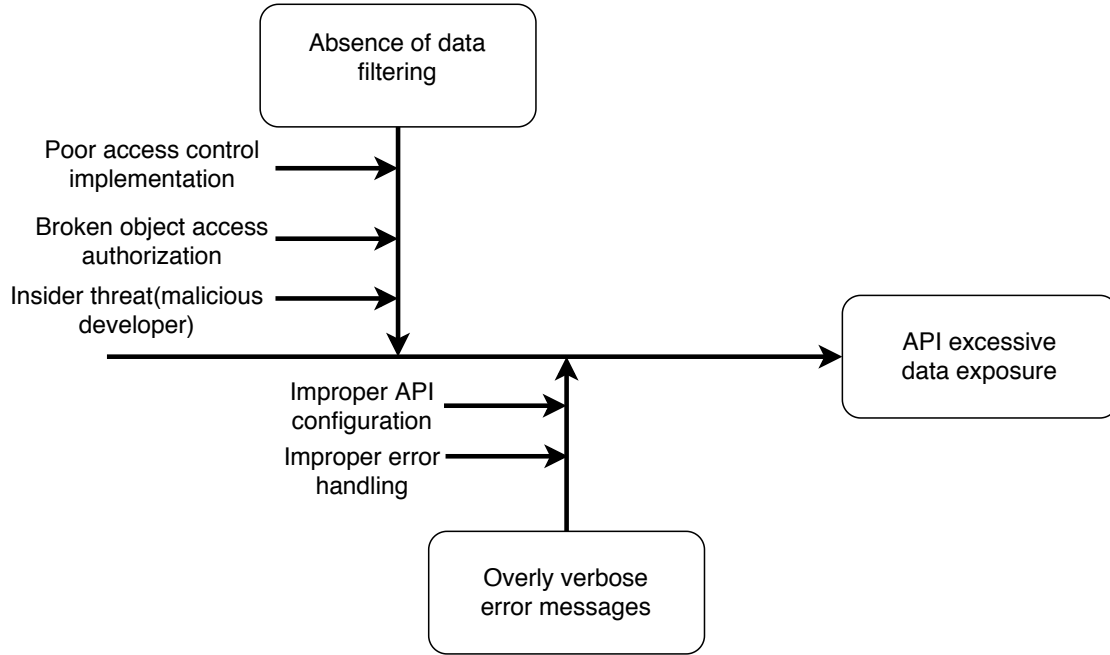 Absence of data
filtering
Poor access control
implementation
Broken object access
authorization
Insider threat(malicious
developer)
API excessive
data exposure
Improper API
configuration
Improper error
handling
Overly verbose
error messages